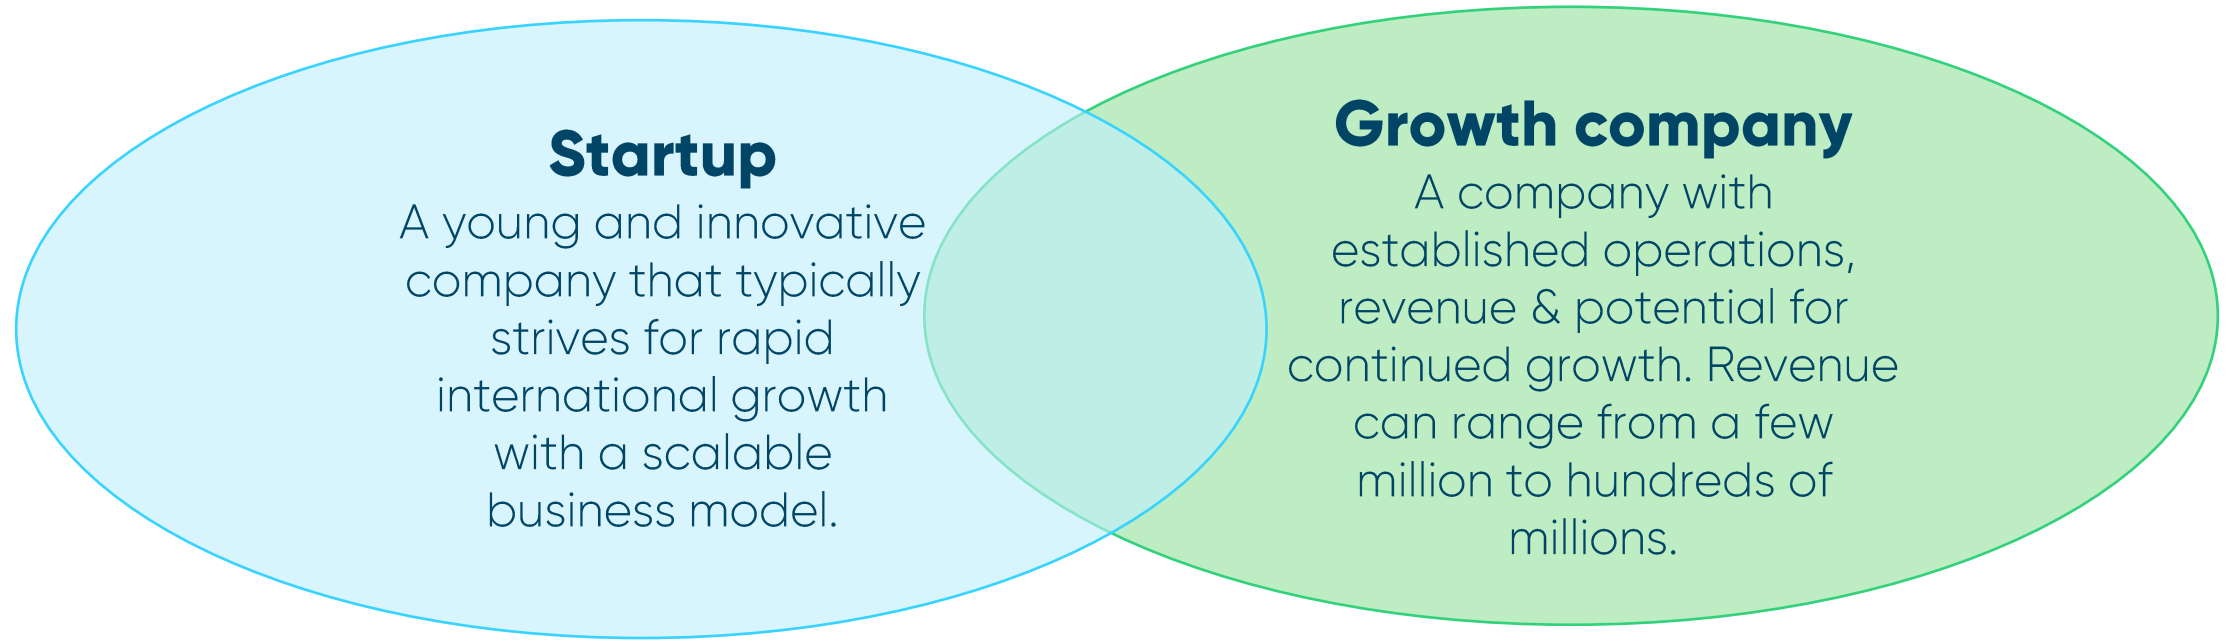 Startup
A young and innovative
company that typically
strives for rapid
international growth
with a scalable
business model.
Growth company
A company with
established operations,
revenue & potential for
continued growth. Revenue
can range from a few
million to hundreds of
millions.